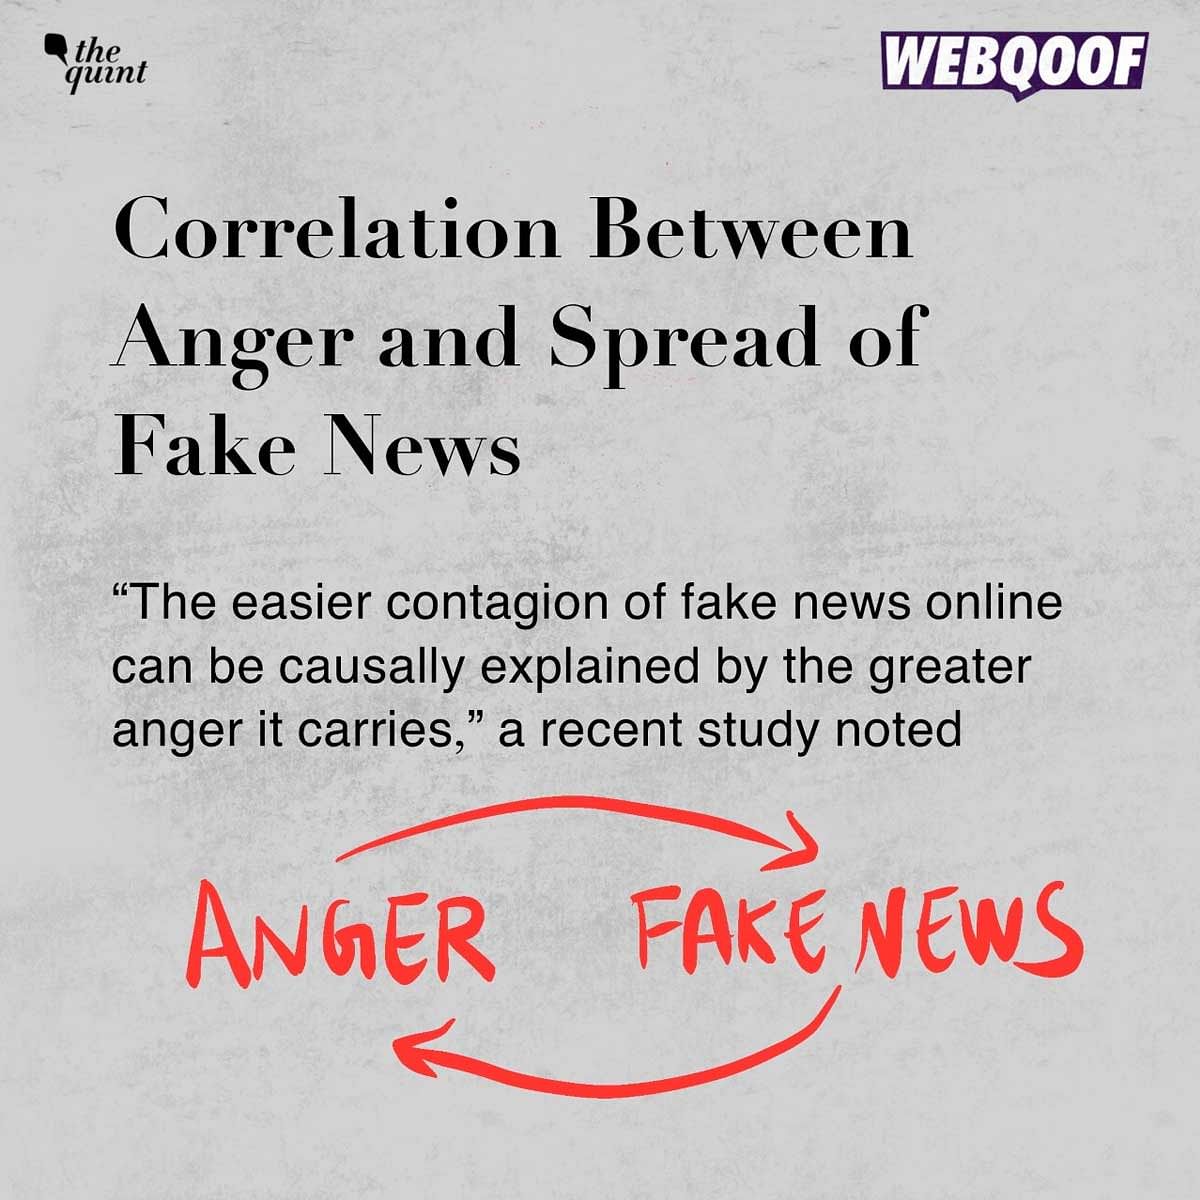 the
quint
WEBQOOF
Correlation Between
Anger and Spread of
Fake News
“The easier contagion of fake news online
can be causally explained by the greater
anger it carries,” a recent study noted
ANGER FAKE NEWS